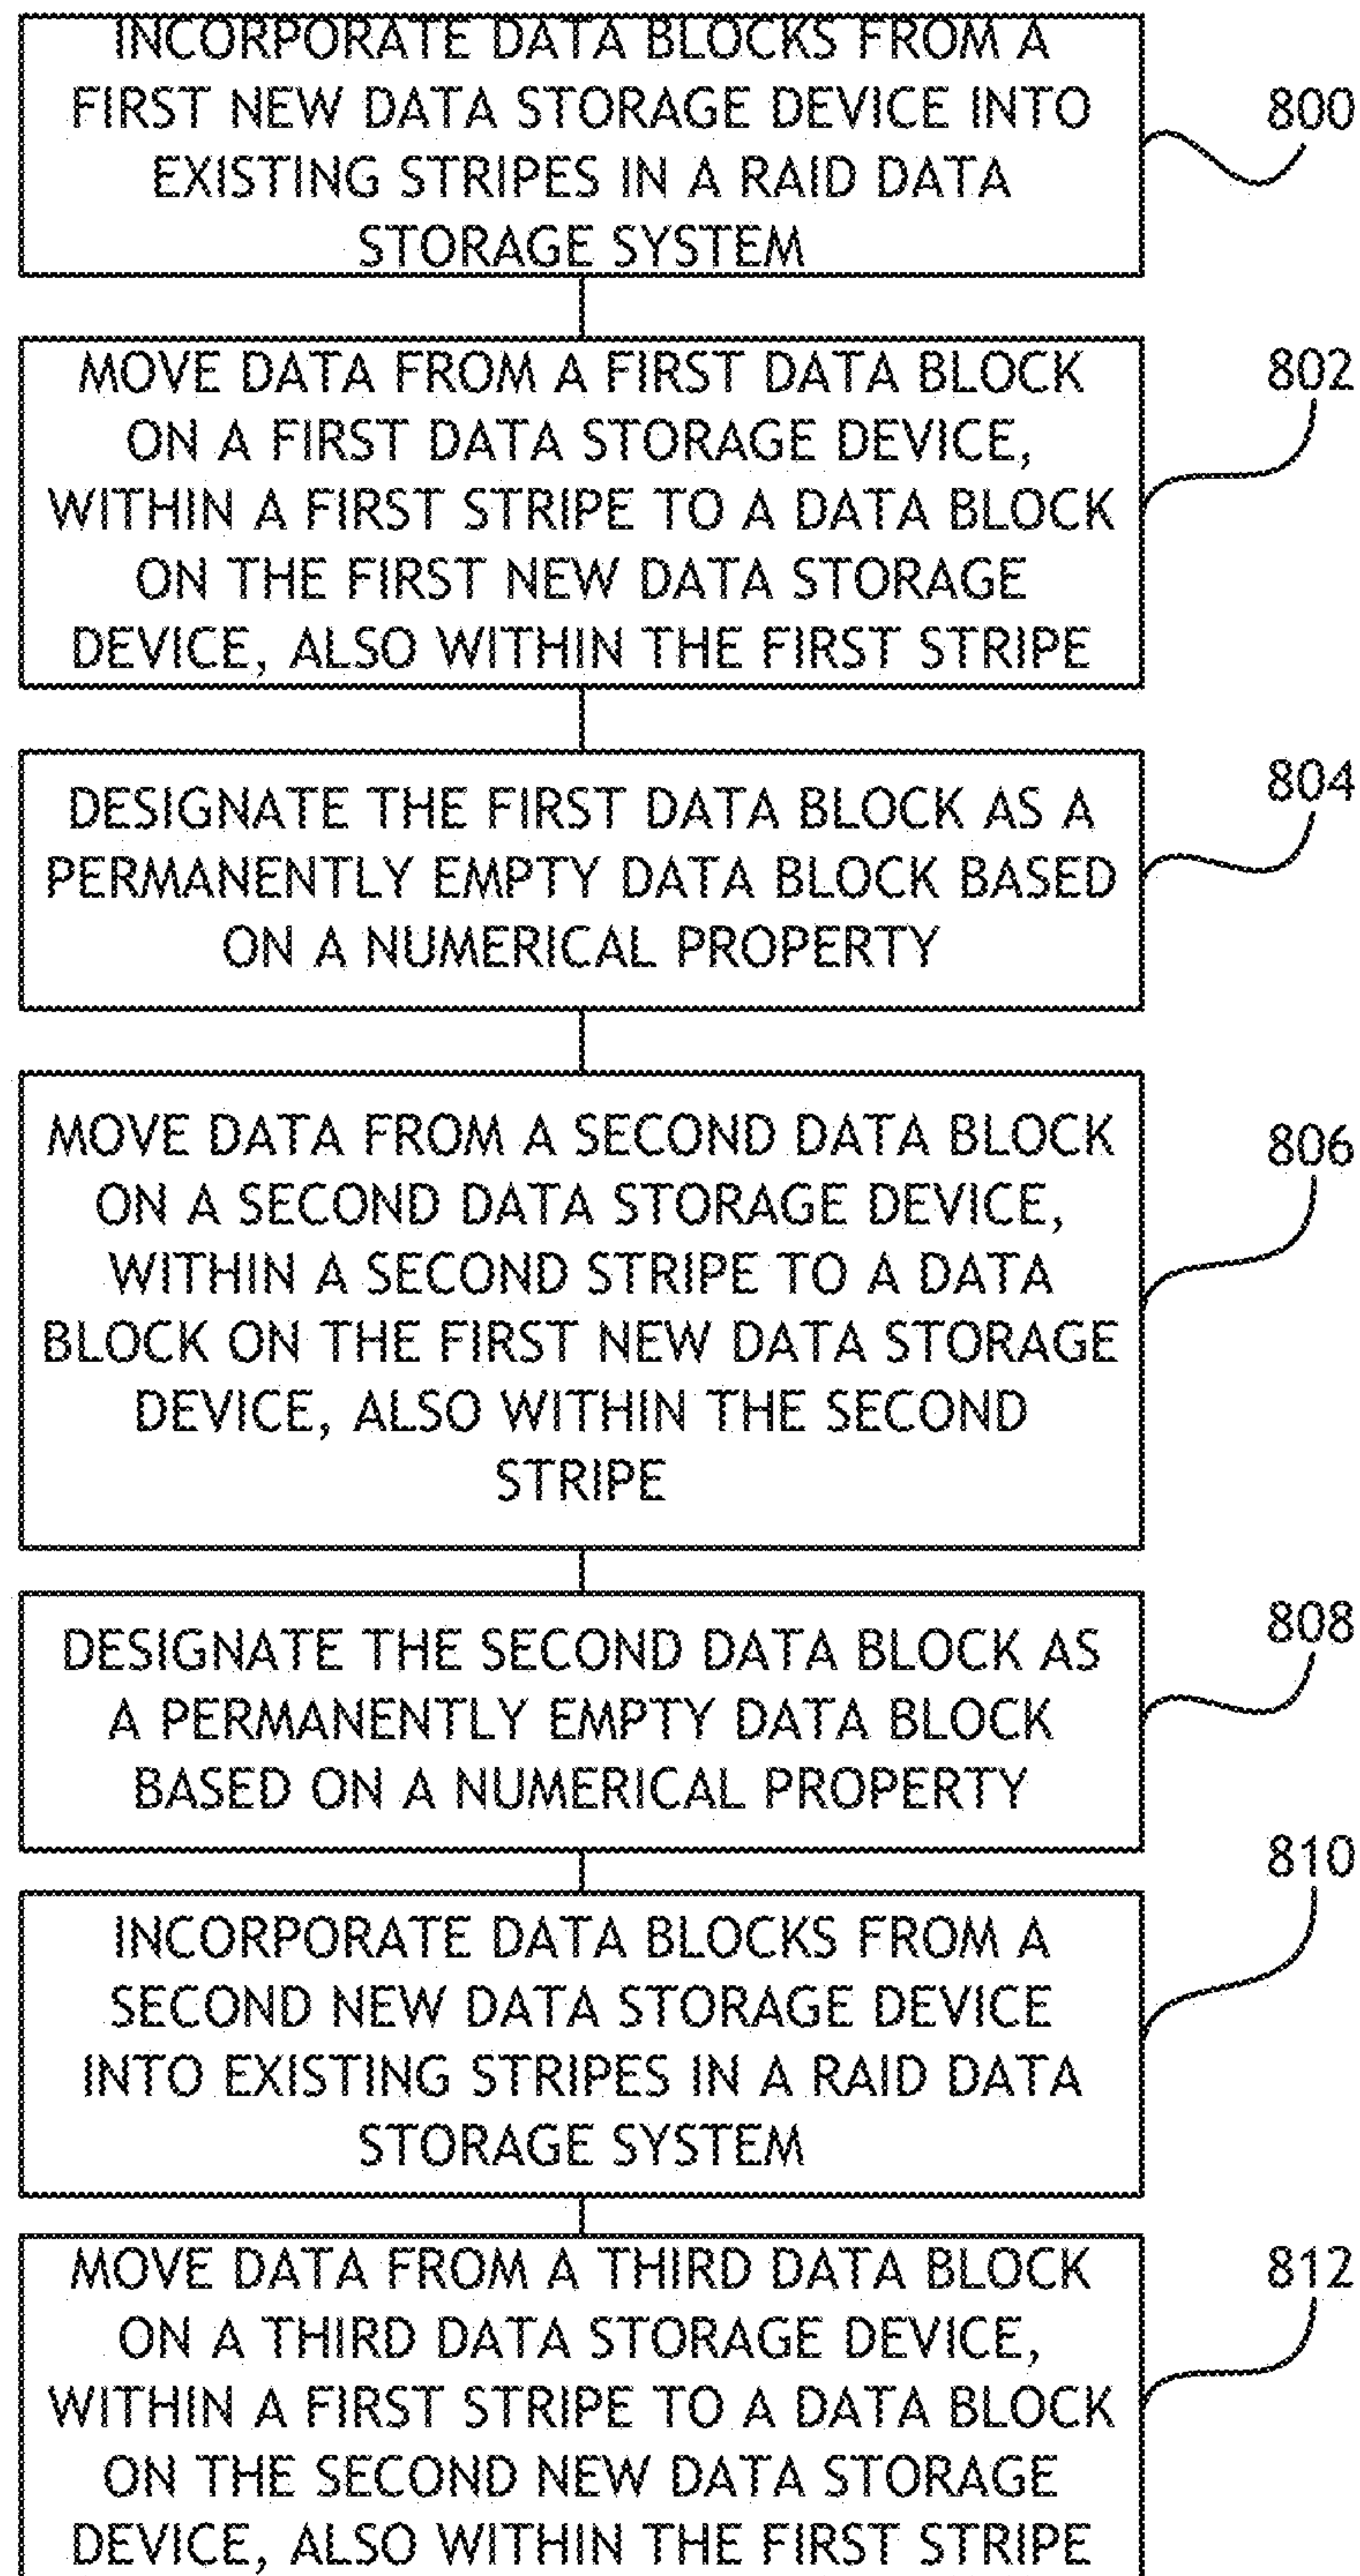 INCORPORATE DATA BLOCKS FROM A
FIRST NEW DATA STORAGE DEVICE INTO
EXISTING STRIPES IN A RAID DATA
STORAGE SYSTEM
800
MOVE DATA FROM A FIRST DATA BLOCK
ON A FIRST DATA STORAGE DEVICE,
WITHIN A FIRST STRIPE TO A DATA BLOCK
ON THE FIRST NEW DATA STORAGE
DEVICE, ALSO WITHIN THE FIRST STRIPE
802
DESIGNATE THE FIRST DATA BLOCK AS A
PERMANENTLY EMPTY DATA BLOCK BASED
ON A NUMERICAL PROPERTY
804
MOVE DATA FROM A SECOND DATA BLOCK
ON A SECOND DATA STORAGE DEVICE,
WITHIN A SECOND STRIPE TO A DATA
BLOCK ON THE FIRST NEW DATA STORAGE
DEVICE, ALSO WITHIN THE SECOND
STRIPE
806
DESIGNATE THE SECOND DATA BLOCK AS
A PERMANENTLY EMPTY DATA BLOCK
BASED ON A NUMERICAL PROPERTY
808
INCORPORATE DATA BLOCKS FROM A
SECOND NEW DATA STORAGE DEVICE
INTO EXISTING STRIPES IN A RAID DATA
STORAGE SYSTEM
810
MOVE DATA FROM A THIRD DATA BLOCK
ON A THIRD DATA STORAGE DEVICE,
WITHIN A FIRST STRIPE TO A DATA BLOCK
ON THE SECOND NEW DATA STORAGE
DEVICE, ALSO WITHIN THE FIRST STRIPE
812